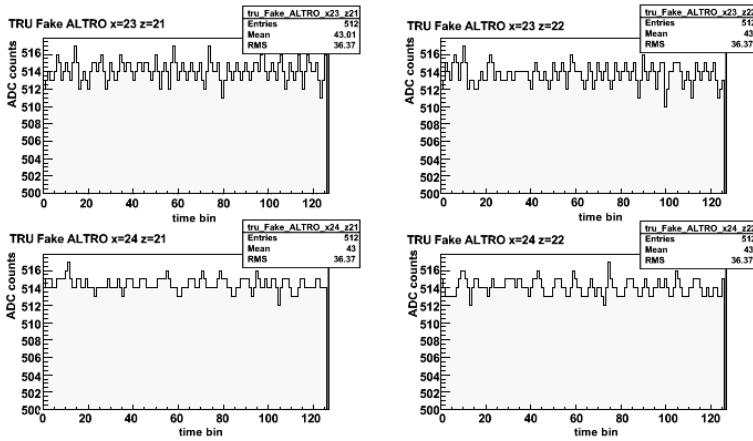 TRU Fake ALTRO x=23 z=21
tru_Fake_ALTRO_x23_z21
Entries 512
Mean 43.01
RMS 36.37
ADC counts
516
514
512
510
508
506
504
502
500
0 20 40 60 80 100 120
time bin
TRU Fake ALTRO x=23 z=22
tru_Fake_ALTRO_x23_z22
Entries 512
Mean 43
RMS 36.37
ADC counts
516
514
512
510
508
506
504
502
500
0 20 40 60 80 100 120
time bin
TRU Fake ALTRO x=24 z=21
tru_Fake_ALTRO_x24_z21
Entries 512
Mean 43
RMS 36.37
ADC counts
516
514
512
510
508
506
504
502
500
0 20 40 60 80 100 120
time bin
TRU Fake ALTRO x=24 z=22
tru_Fake_ALTRO_x24_z22
Entries 512
Mean 43
RMS 36.37
ADC counts
516
514
512
510
508
506
504
502
500
0 20 40 60 80 100 120
time bin